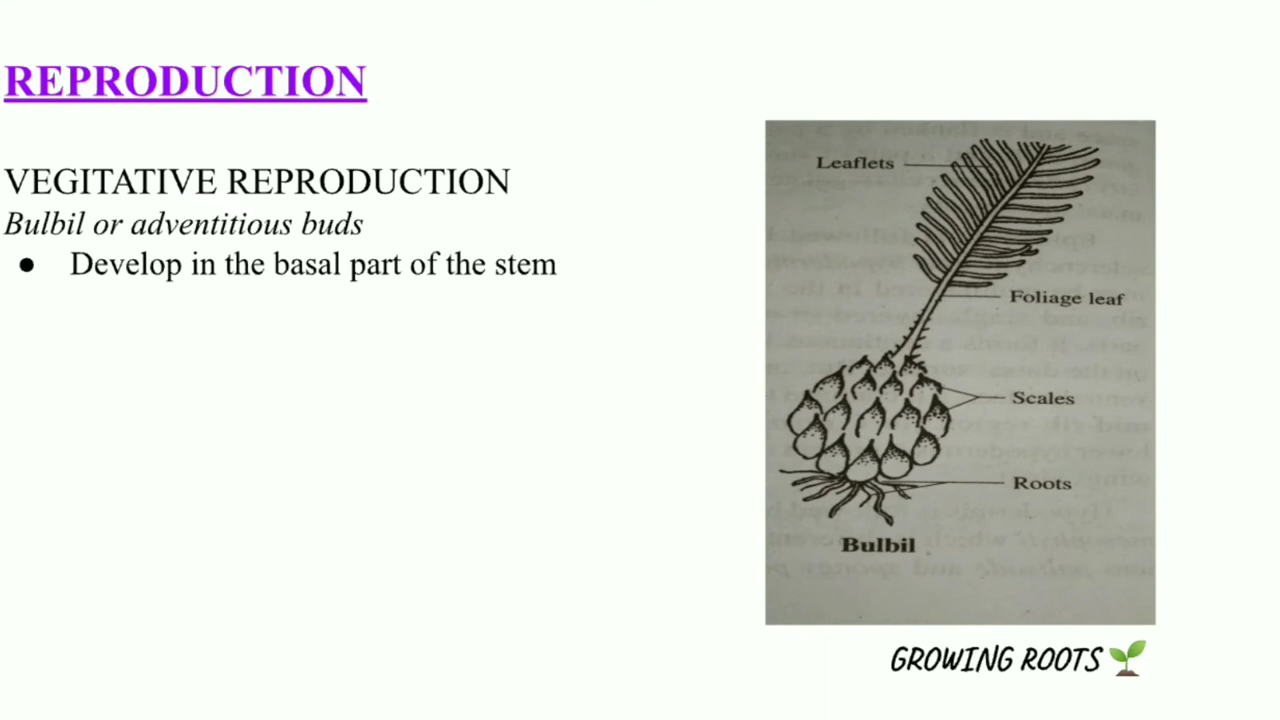 REPRODUCTION
VEGITATIVE REPRODUCTION
Bulbil or adventitious buds
● Develop in the basal part of the stem
Leaflets
Foliage leaf
Scales
Roots
Bulbil
GROWING ROOTS